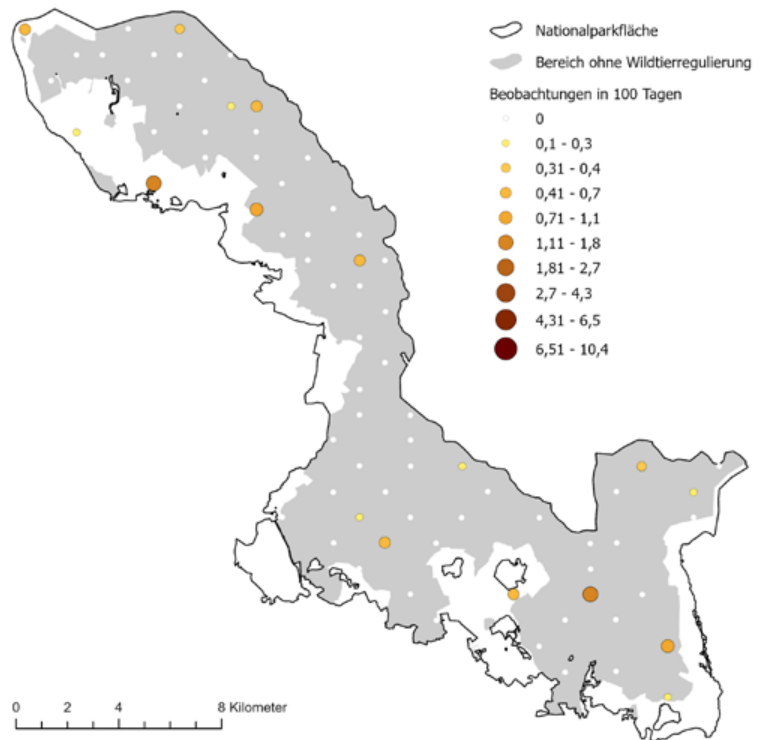 Nationalparkfläche
Bereich ohne Wildtierregulierung
Beobachtungen in 100 Tagen
0
0,1 - 0,3
0,31 - 0,4
0,41 - 0,7
0,71 - 1,1
1,11 - 1,8
1,81 - 2,7
2,7 - 4,3
4,31 - 6,5
6,51 - 10,4
0 2 4 8 Kilometer